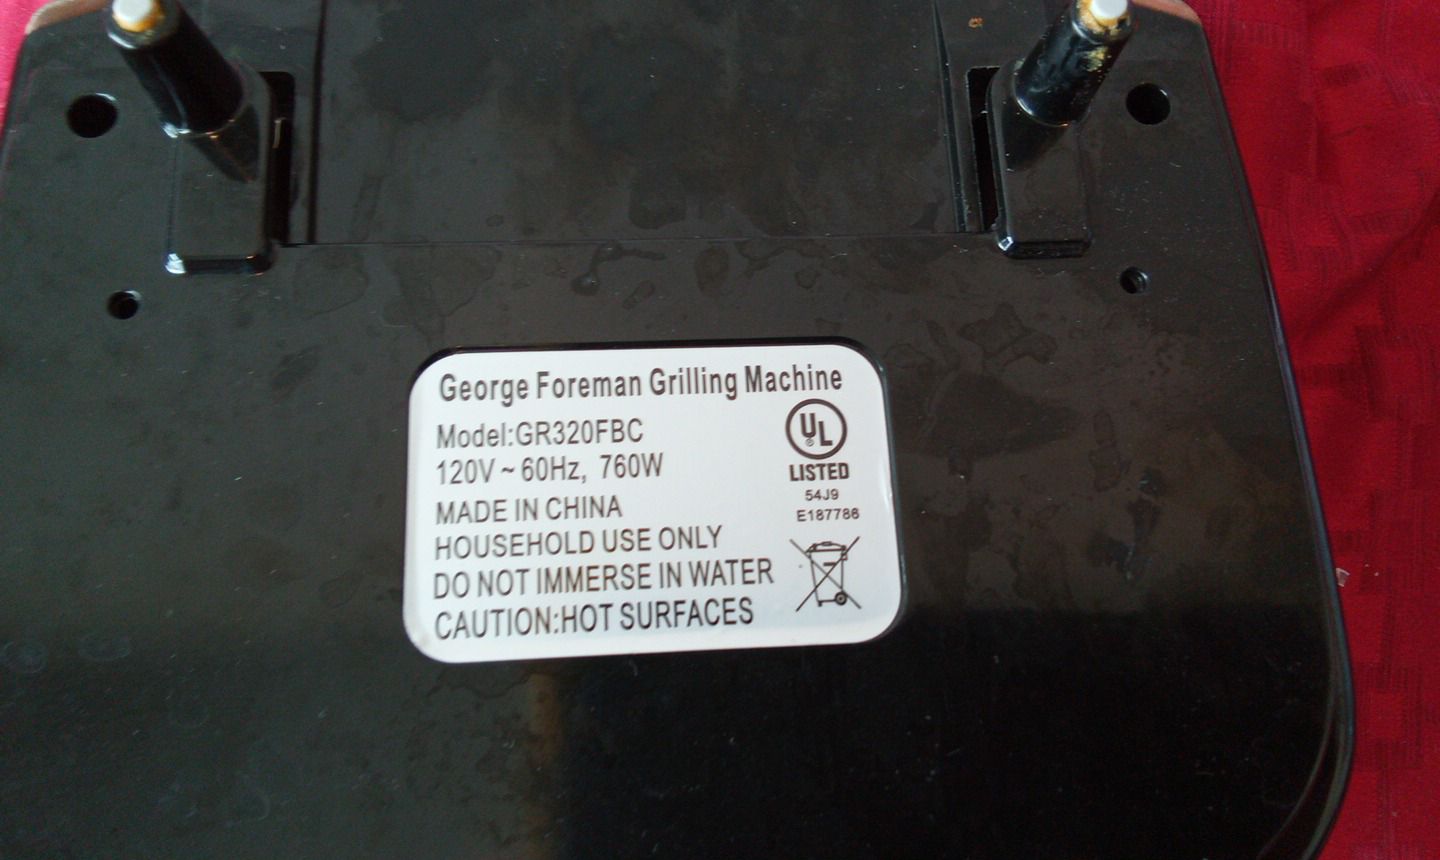 George Foreman Grilling Machine
Model:GR320FBC
120V ~ 60Hz, 760W
MADE IN CHINA
HOUSEHOLD USE ONLY
DO NOT IMMERSE IN WATER
CAUTION:HOT SURFACES
UL
®
LISTED
54J9
E187786